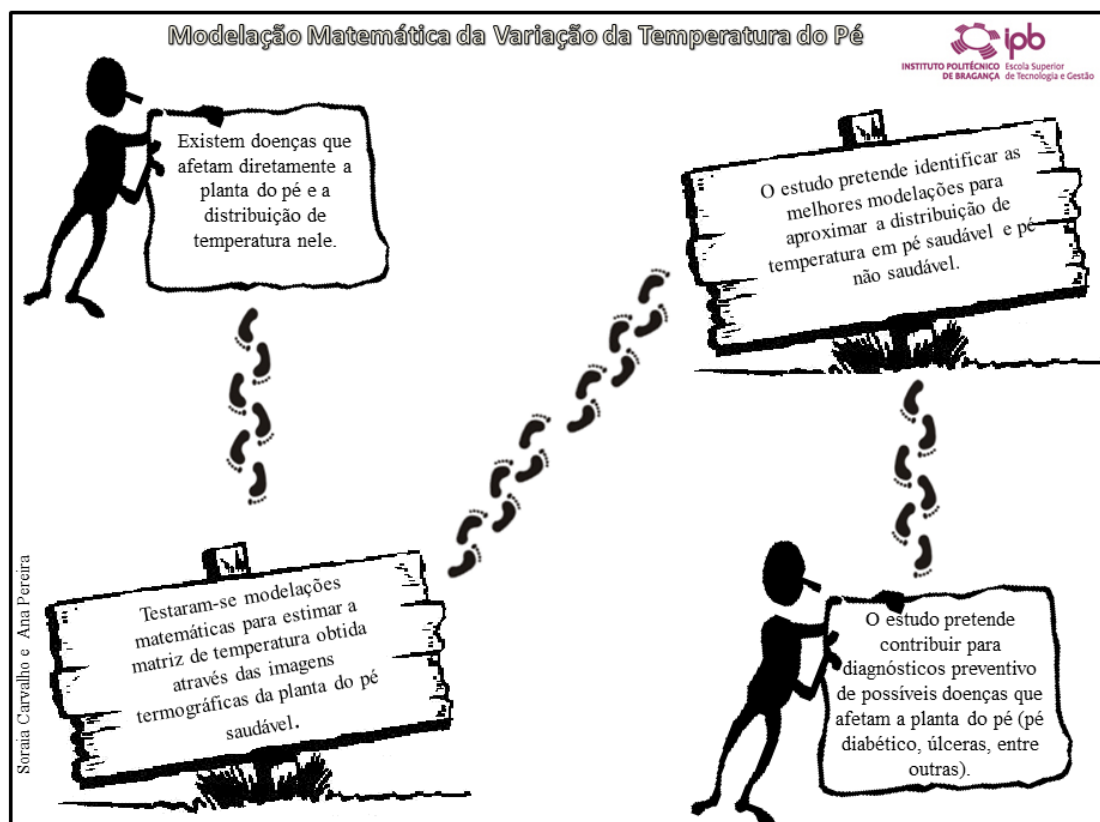 Modelação Matemática da Variação da Temperatura do Pé
ipb
INSTITUTO POLITÉCNICO
DE BRAGANÇA
Escola Superior
de Tecnologia e Gestão
Existem doenças que
afetam diretamente a
planta do pé e a
distribuição de
temperatura nele.
Testaram-se modelações
matemáticas para estimar a
matriz de temperatura obtida
através das imagens
termográficas da planta do pé
saudável.
O estudo pretende identificar as
melhores modelações para
aproximar a distribuição de
temperatura em pé saudável e pé
não saudável.
O estudo pretende
contribuir para
diagnósticos preventivo
de possíveis doenças que
afetam a planta do pé (pé
diabético, úlceras, entre
outras).
Soraia Carvalho e Ana Pereira